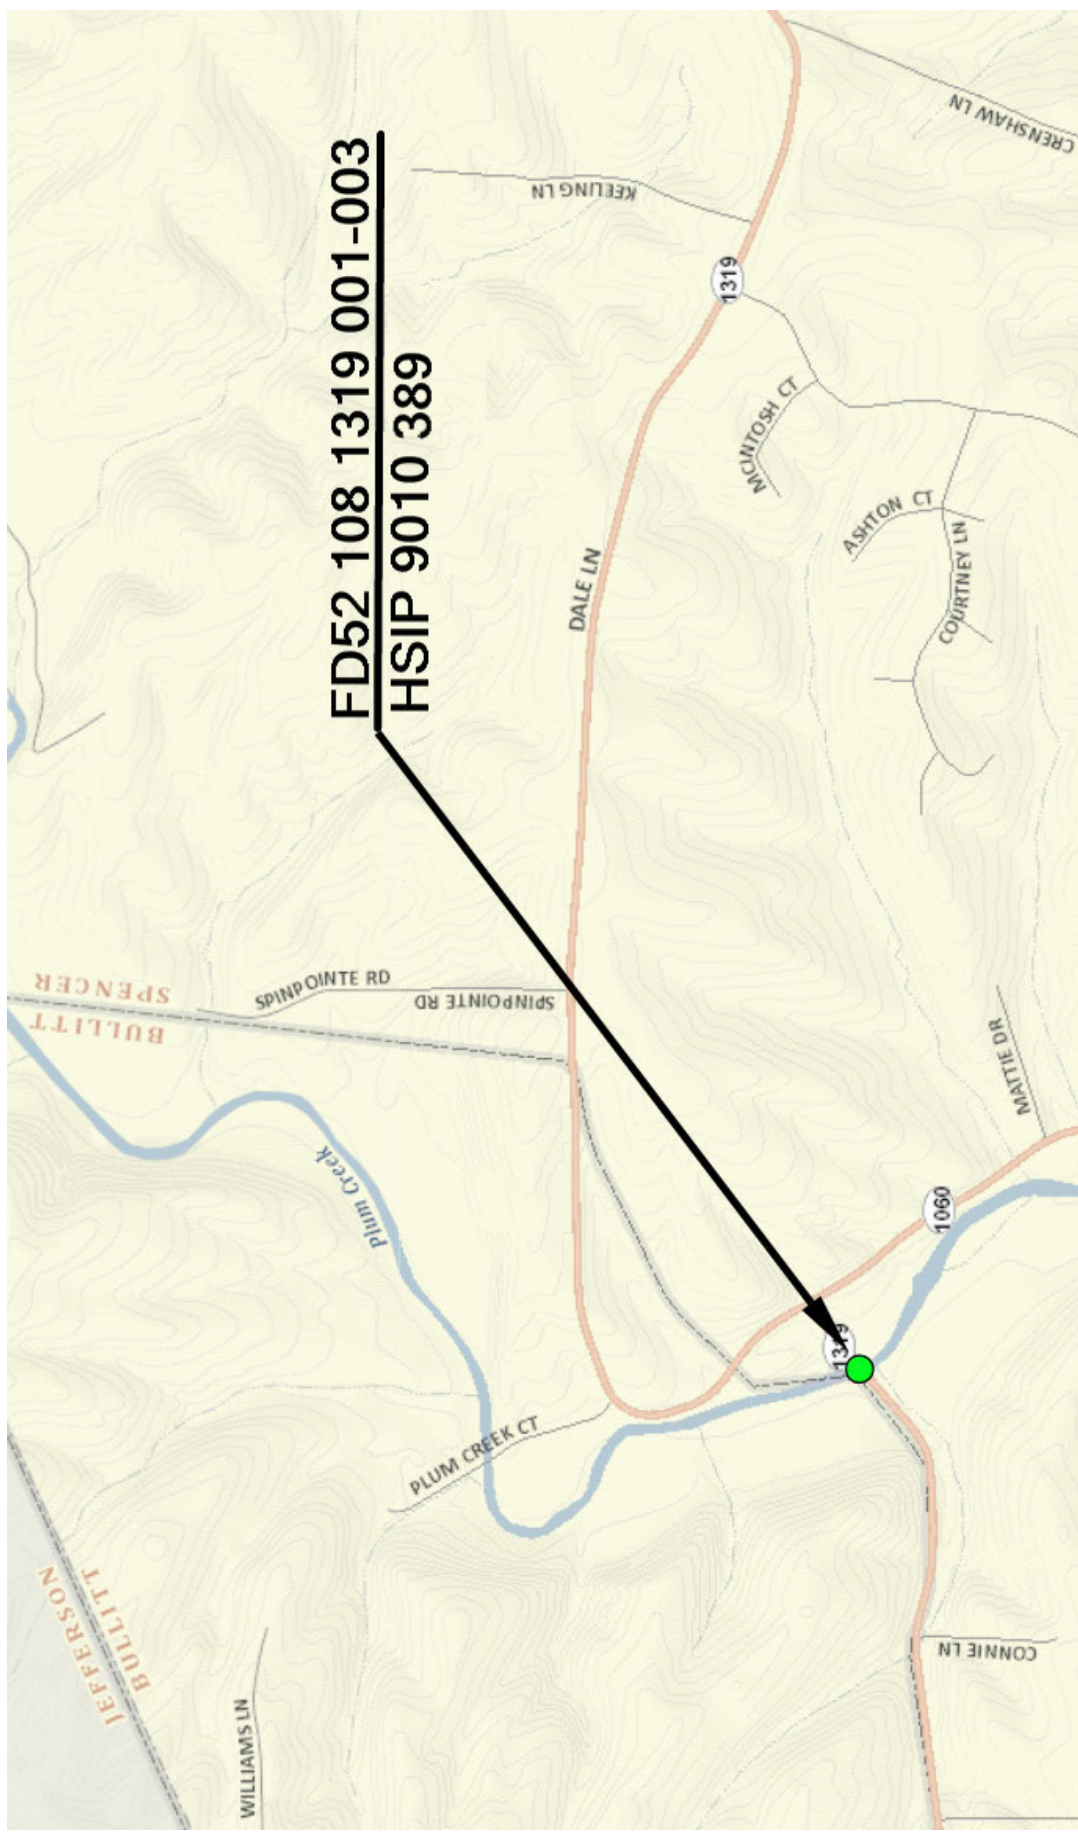 FD52 108 1319 001-003
HSIP 9010 389
JEFFERSON
BULLITT
BULLITT
SPENCER
WILLIAMS LN
PLUM CREEK CT
Plum Creek
SPINPOINTE RD
SPINPOINTE RD
DALE LN
KEELING LN
1319
CRENSHAW LN
MCINTOSH CT
ASHTON CT
COURTNEY LN
MATTIE DR
1060
1319
CONNIE LN